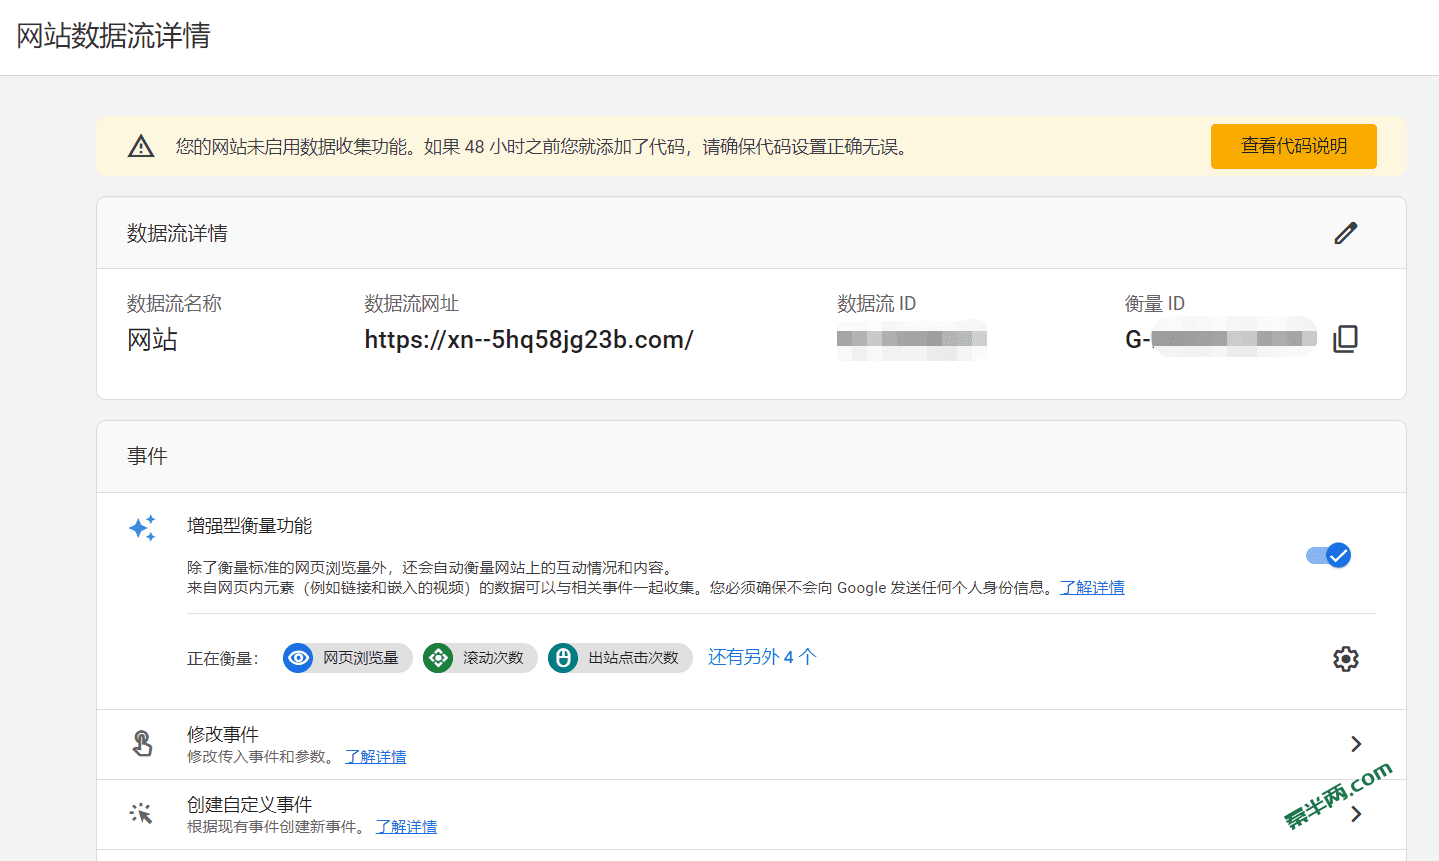 网站数据流详情
您的网站未启用数据收集功能。如果 48 小时之前您就添加了代码，请确保代码设置正确无误。
查看代码说明
数据流详情
数据流名称
数据流网址
数据流 ID
衡量 ID
网站
https://xn--5hq58jg23b.com/
G-
事件
增强型衡量功能
除了衡量标准的网页浏览量外，还会自动衡量网站上的互动情况和内容。
来自网页内元素（例如链接和嵌入的视频）的数据可以与相关事件一起收集。您必须确保不会向 Google 发送任何个人身份信息。了解详情
正在衡量：
网页浏览量
滚动次数
出站点击次数
还有另外 4 个
修改事件
修改传入事件和参数。 了解详情
创建自定义事件
根据现有事件创建新事件。 了解详情
泵半网.com